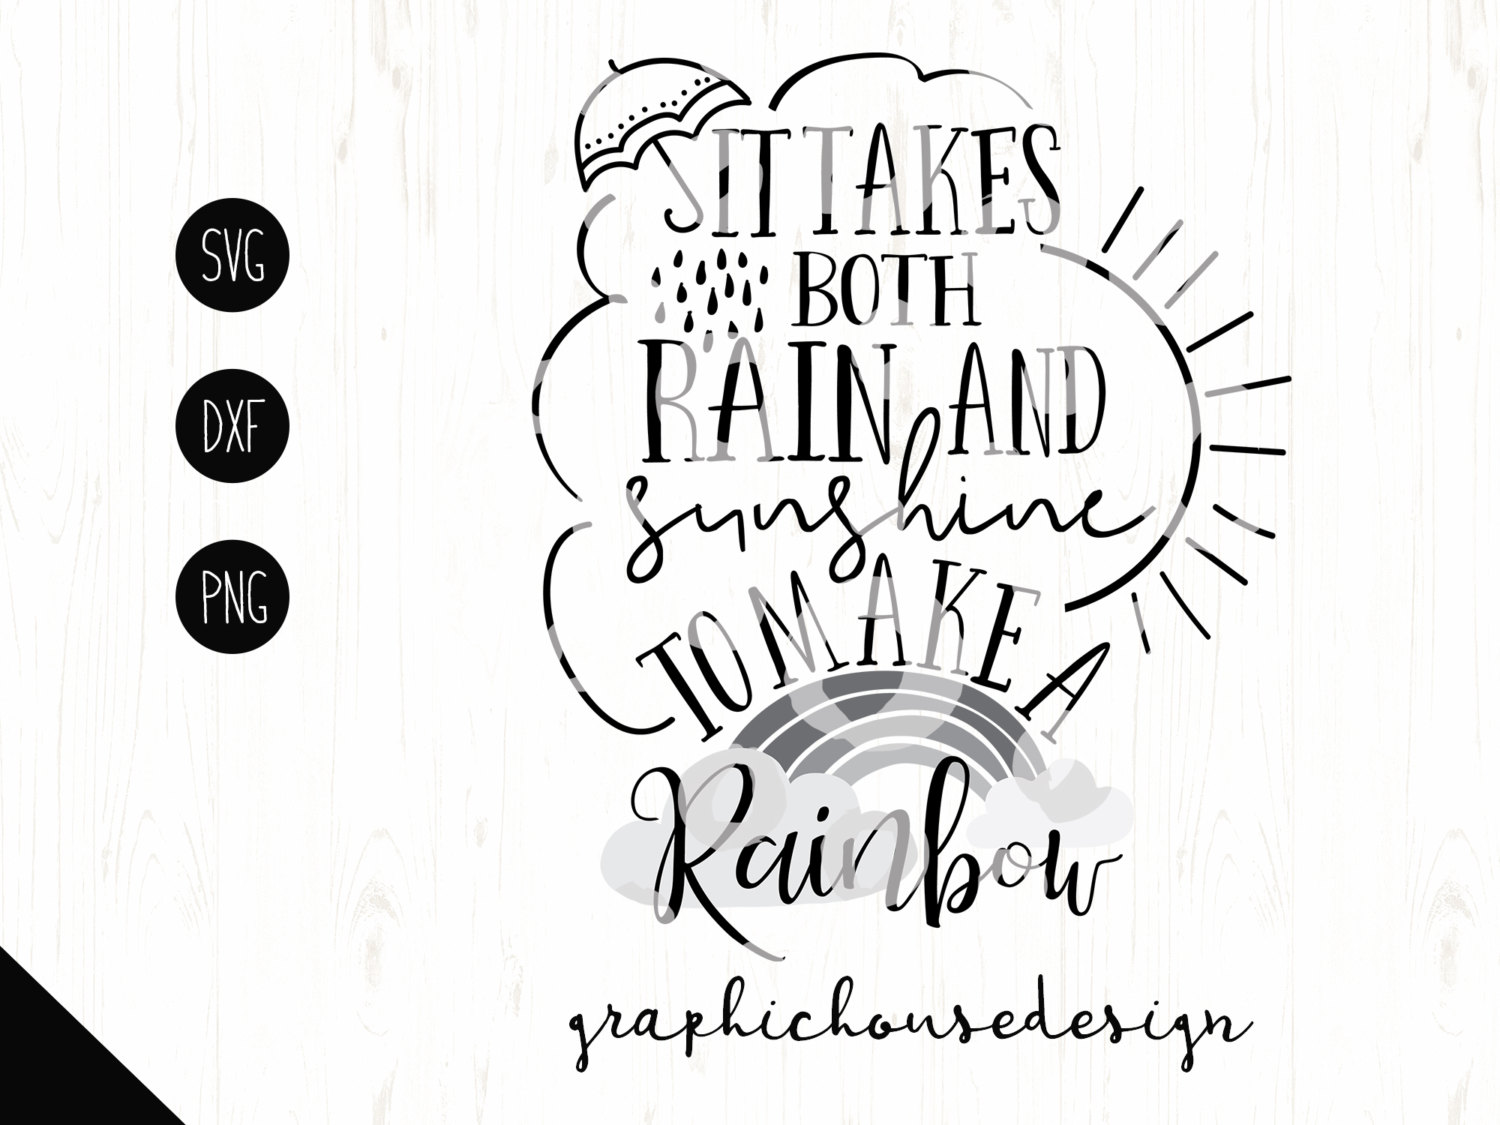 SVG
DXF
PNG
IT TAKES
BOTH
RAIN AND
sunshine
TO MAKE A
Rainbow
graphichousedesign